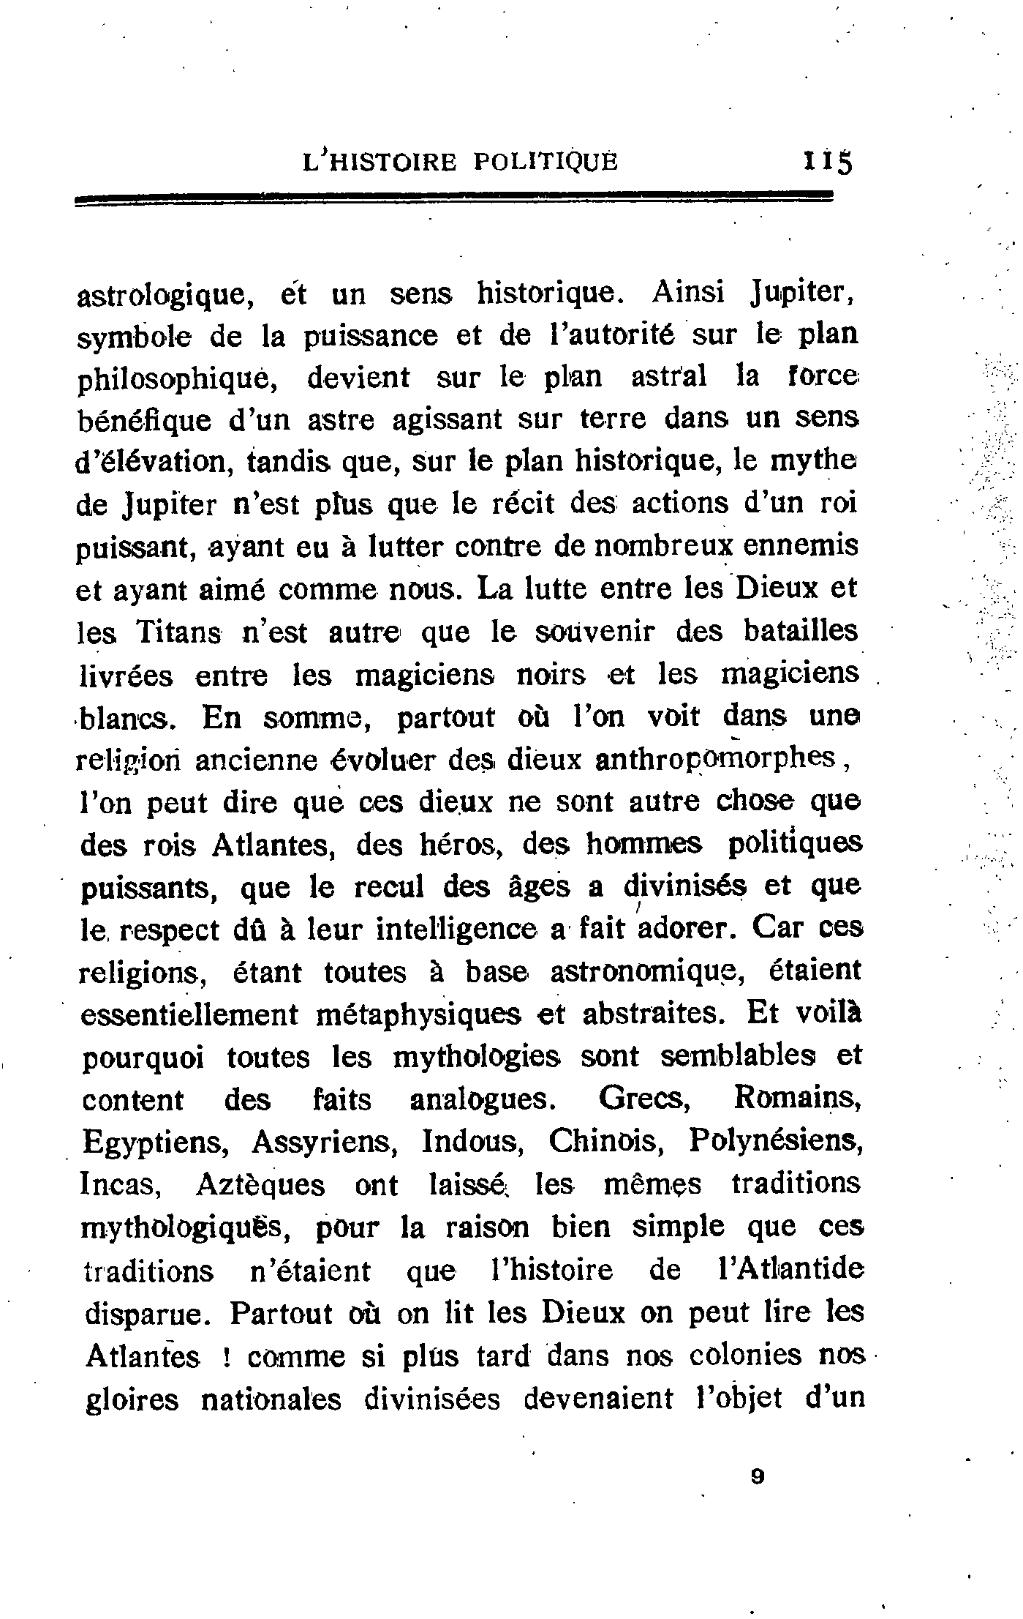 L'HISTOIRE POLITIQUE 115
astrologique, et un sens historique. Ainsi Jupiter,
symbole de la puissance et de l'autorité sur le plan
philosophique, devient sur le plan astral la force
bénéfique d'un astre agissant sur terre dans un sens
d'élévation, tandis que, sur le plan historique, le mythe
de Jupiter n'est plus que le récit des actions d'un roi
puissant, ayant eu à lutter contre de nombreux ennemis
et ayant aimé comme nous. La lutte entre les Dieux et
les Titans n'est autre que le souvenir des batailles
livrées entre les magiciens noirs et les magiciens
blancs. En somme, partout où l'on voit dans une
religion ancienne évoluer des dieux anthropomorphes,
l'on peut dire que ces dieux ne sont autre chose que
des rois Atlantes, des héros, des hommes politiques
puissants, que le recul des âges a divinisés et que
le respect dû à leur intelligence a fait adorer. Car ces
religions, étant toutes à base astronomique, étaient
essentiellement métaphysiques et abstraites. Et voilà
pourquoi toutes les mythologies sont semblables et
content des faits analogues. Grecs, Romains,
Egyptiens, Assyriens, Indous, Chinois, Polynésiens,
Incas, Aztèques ont laissé les mêmes traditions
mythologiques, pour la raison bien simple que ces
traditions n'étaient que l'histoire de l'Atlantide
disparue. Partout où on lit les Dieux on peut lire les
Atlantes ! comme si plus tard dans nos colonies nos
gloires nationales divinisées devenaient l'objet d'un
9